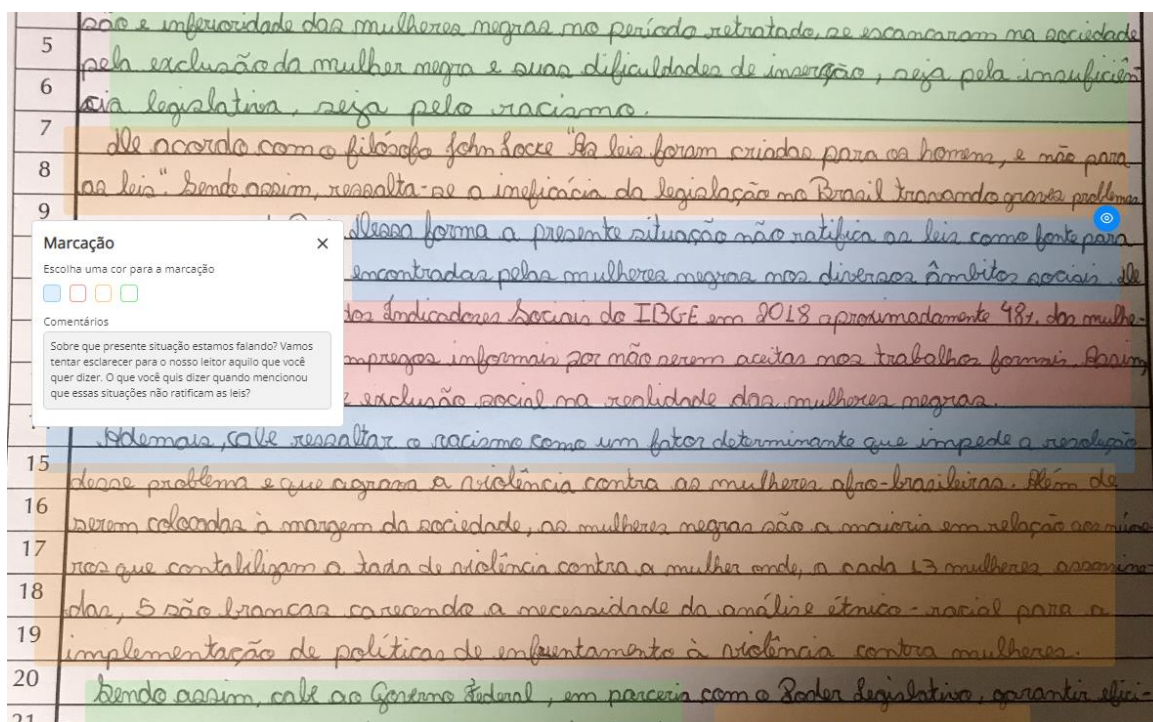 são e inferioridade das mulheres negras no período retratado, se escancaram na sociedade
5
pela exclusão da mulher negra e suas dificuldades de inserção, seja pela insuficiên
6
cia legislativa, seja pelo racismo.
7
De acordo com o filósofo John Locke "As leis foram criadas para os homens, e não para
8
as leis". Sendo assim, ressalta-se a ineficácia da legislação no Brasil travando graves problemas
9
Dessa forma a presente situação não ratifica as leis como fonte para
encontradas pelas mulheres negras nos diversos âmbitos sociais. De
dos Indicadores Sociais do IBGE em 2018 aproximadamente 48% das mulhe-
mpregos informais por não serem aceitas nos trabalhos formais. Assim,
exclusão social na realidade das mulheres negras.
Marcação
Escolha uma cor para a marcação
Comentários
Sobre que presente situação estamos falando? Vamos
tentar esclarecer para o nosso leitor aquilo que você
quer dizer. O que você quis dizer quando mencionou
que essas situações não ratificam as leis?
Ademais, cabe ressaltar o racismo como um fator determinante que impede a resolução
15
desse problema e que agrava a violência contra as mulheres afro-brasileiras. Além de
16
serem colocadas à margem da sociedade, as mulheres negras são a maioria em relação aos núme
17
ros que contabilizam a taxa de violência contra a mulher onde, a cada 13 mulheres assassina-
18
das, 5 são brancas carecendo a necessidade da análise étnico-racial para a
19
implementação de políticas de enfrentamento à violência contra mulheres.
20
Sendo assim, cabe ao Governo Federal, em parceria com o Poder Legislativo, garantir efici-
21